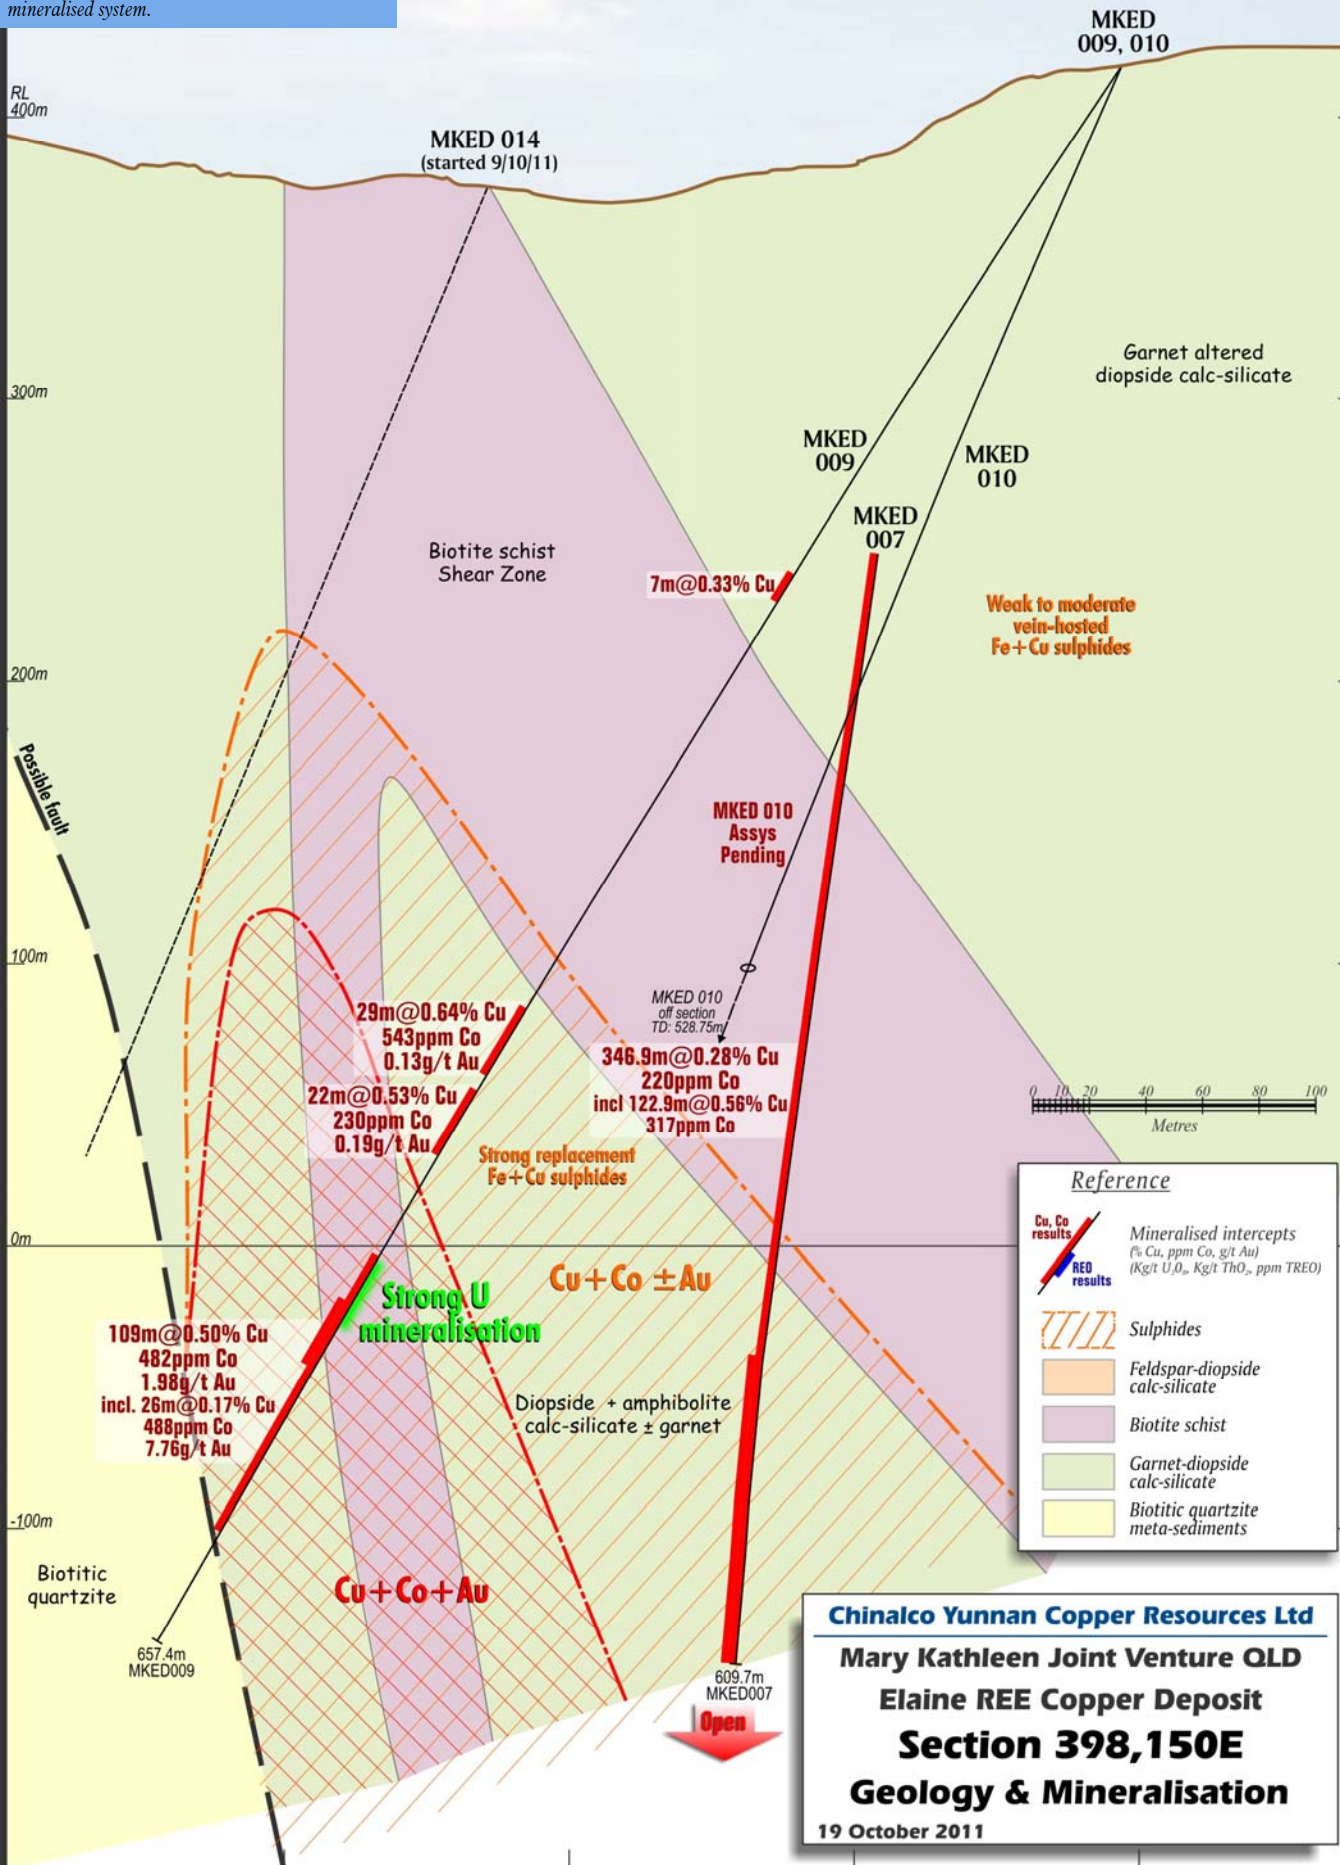 mineralised system.
MKED
009, 010
RL
400m
MKED 014
(started 9/10/11)
Garnet altered
diopside calc-silicate
300m
MKED
009
MKED
010
MKED
007
Biotite schist
Shear Zone
7m@0.33% Cu
Weak to moderate
vein-hosted
Fe+Cu sulphides
200m
Possible fault
MKED 010
Assys
Pending
100m
MKED 010
off section
TD: 528.75m
29m@0.64% Cu
543ppm Co
0.13g/t Au
22m@0.53% Cu
230ppm Co
0.19g/t Au
346.9m@0.28% Cu
220ppm Co
incl 122.9m@0.56% Cu
317ppm Co
0 10 20 40 60 80 100
Metres
Strong replacement
Fe+Cu sulphides
0m
Cu+Co ±Au
Strong U
mineralisation
109m@0.50% Cu
482ppm Co
1.98g/t Au
incl. 26m@0.17% Cu
488ppm Co
7.76g/t Au
Diopside + amphibolite
calc-silicate ± garnet
Reference
Cu, Co
results
REO
results
Mineralised intercepts
(% Cu, ppm Co, g/t Au)
(Kg/t U₃O₈, Kg/t ThO₂, ppm TREO)
Sulphides
Feldspar-diopside
calc-silicate
Biotite schist
Garnet-diopside
calc-silicate
Biotitic quartzite
meta-sediments
-100m
Biotitic
quartzite
Cu+Co+Au
657.4m
MKED009
609.7m
MKED007
Open
Chinalco Yunnan Copper Resources Ltd
Mary Kathleen Joint Venture QLD
Elaine REE Copper Deposit
Section 398,150E
Geology & Mineralisation
19 October 2011